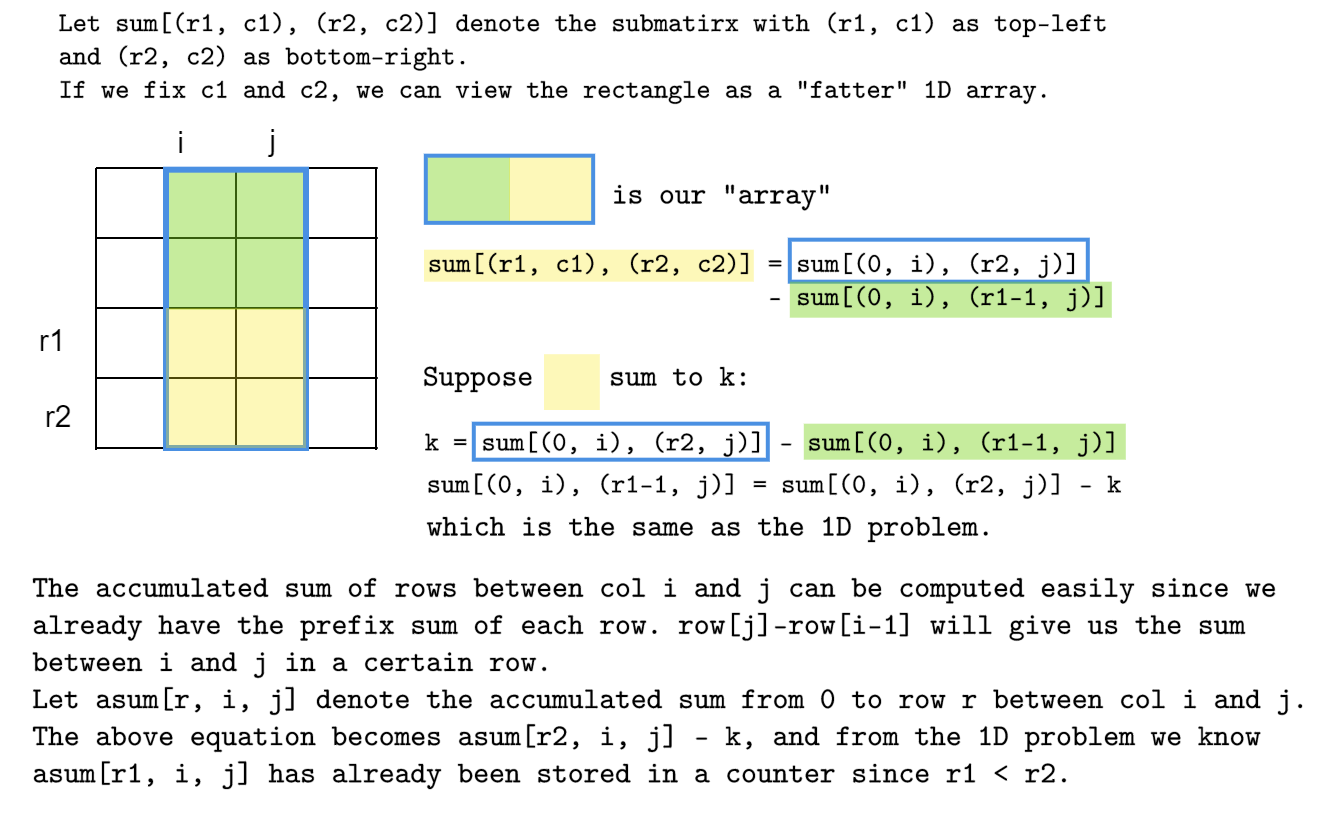 Let sum[(r1, c1), (r2, c2)] denote the submatirx with (r1, c1) as top-left
and (r2, c2) as bottom-right.
If we fix c1 and c2, we can view the rectangle as a "fatter" 1D array.
i j
is our "array"
sum[(r1, c1), (r2, c2)] = sum[(0, i), (r2, j)]
- sum[(0, i), (r1-1, j)]
r1
r2
Suppose sum to k:
k = sum[(0, i), (r2, j)] - sum[(0, i), (r1-1, j)]
sum[(0, i), (r1-1, j)] = sum[(0, i), (r2, j)] - k
which is the same as the 1D problem.
The accumulated sum of rows between col i and j can be computed easily since we
already have the prefix sum of each row. row[j]-row[i-1] will give us the sum
between i and j in a certain row.
Let asum[r, i, j] denote the accumulated sum from 0 to row r between col i and j.
The above equation becomes asum[r2, i, j] - k, and from the 1D problem we know
asum[r1, i, j] has already been stored in a counter since r1 < r2.